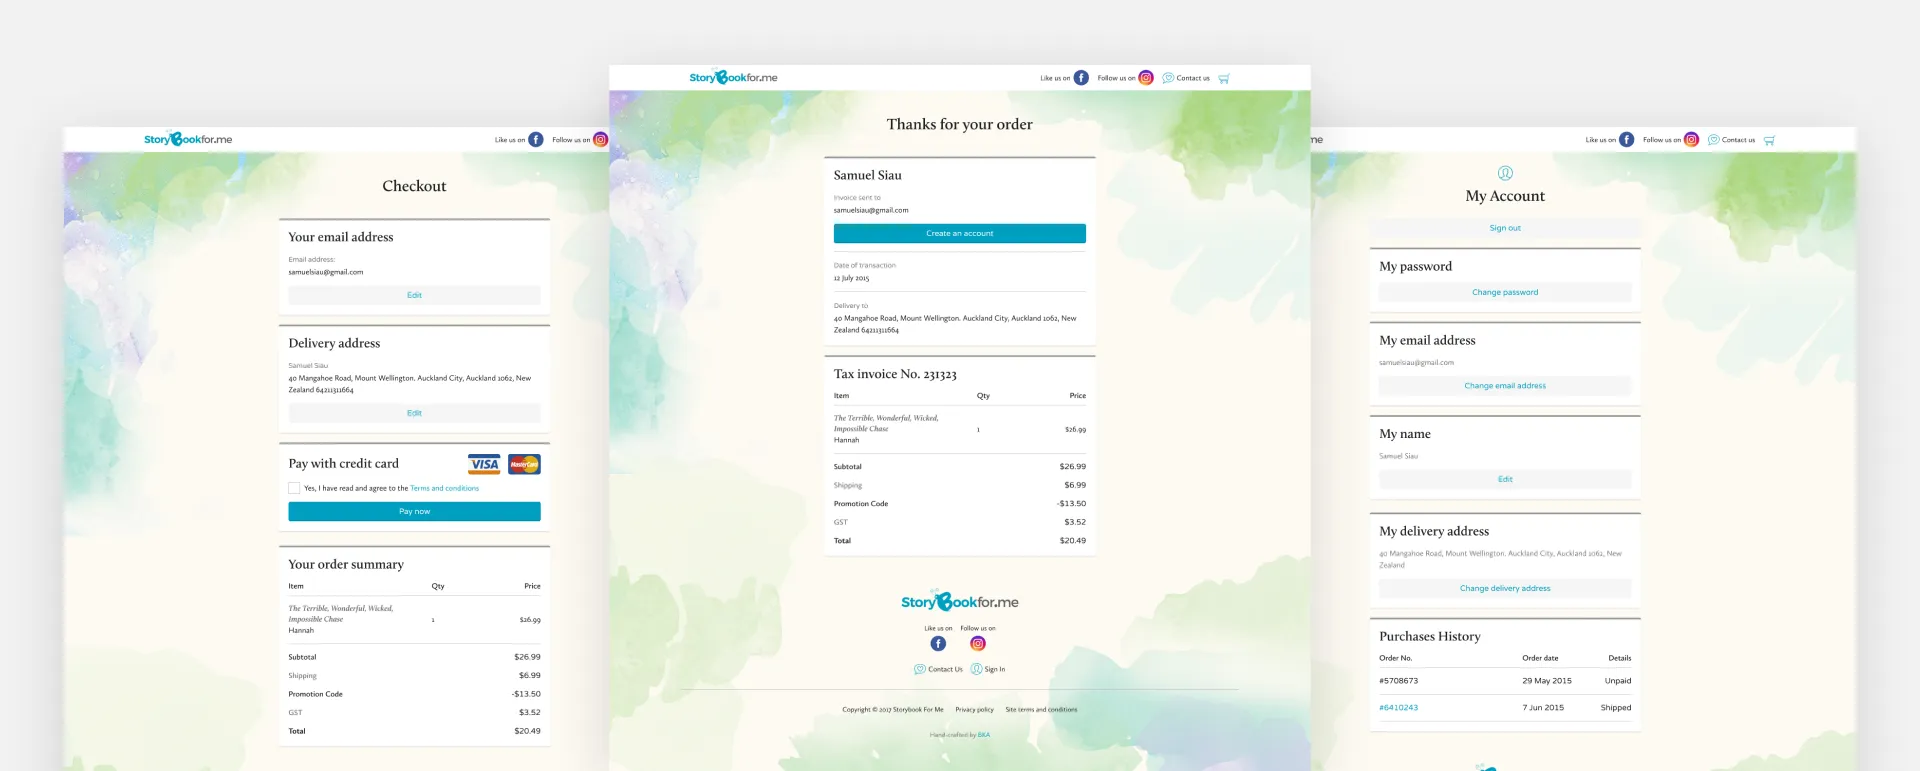 StoryBookfor.me
Like us on
Follow us on
Checkout
Your email address
Email address:
samuelsiau@gmail.com
Edit
Delivery address
Samuel Siau
40 Mangahoe Road, Mount Wellington. Auckland City, Auckland 1062, New
Zealand 64211311664
Edit
Pay with credit card
VISA
MasterCard
Yes, I have read and agree to the Terms and conditions
Pay now
Your order summary
Item Qty Price
The Terrible, Wonderful, Wicked,
Impossible Chase
Hannah
1 $26.99
Subtotal $26.99
Shipping $6.99
Promotion Code -$13.50
GST $3.52
Total $20.49
StoryBookfor.me
Like us on
Follow us on
Contact us
Thanks for your order
Samuel Siau
Invoice sent to
samuelsiau@gmail.com
Create an account
Date of transaction
12 July 2015
Delivery to
40 Mangahoe Road, Mount Wellington. Auckland City, Auckland 1062, New
Zealand 64211311664
Tax invoice No. 231323
Item Qty Price
The Terrible, Wonderful, Wicked,
Impossible Chase
Hannah
1 $26.99
Subtotal $26.99
Shipping $6.99
Promotion Code -$13.50
GST $3.52
Total $20.49
StoryBookfor.me
Like us on Follow us on
Contact Us Sign In
Copyright © 2017 Storybook For Me Privacy policy Site terms and conditions
Hand-crafted by BKA
me
Like us on
Follow us on
Contact us
My Account
Sign out
My password
Change password
My email address
samuelsiau@gmail.com
Change email address
My name
Samuel Siau
Edit
My delivery address
40 Mangahoe Road, Mount Wellington. Auckland City, Auckland 1062, New
Zealand
Change delivery address
Purchases History
Order No. Order date Details
#5708673 29 May 2015 Unpaid
#6410243 7 Jun 2015 Shipped